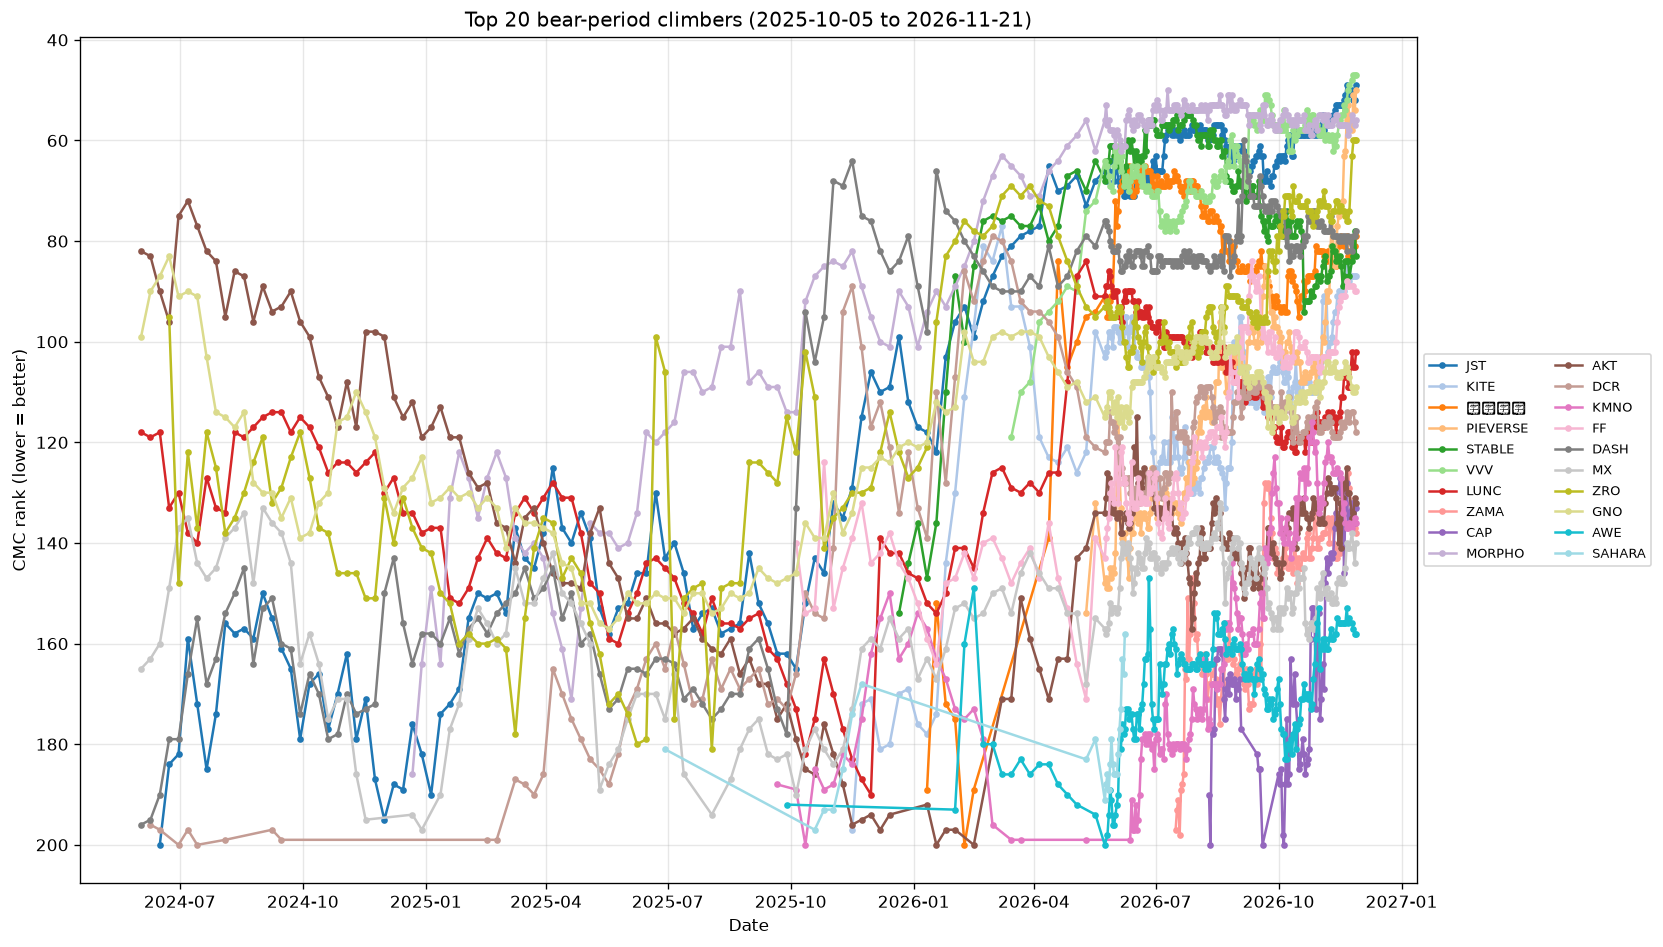 Top 20 bear-period climbers (2025-10-05 to 2026-11-21)
CMC rank (lower = better)
40
60
80
100
120
140
160
180
200
2024-07
2024-10
2025-01
2025-04
2025-07
2025-10
2026-01
2026-04
2026-07
2026-10
2027-01
Date
JST
KITE
PIEVERSE
STABLE
VVV
LUNC
ZAMA
CAP
MORPHO
AKT
DCR
KMNO
FF
DASH
MX
ZRO
GNO
AWE
SAHARA